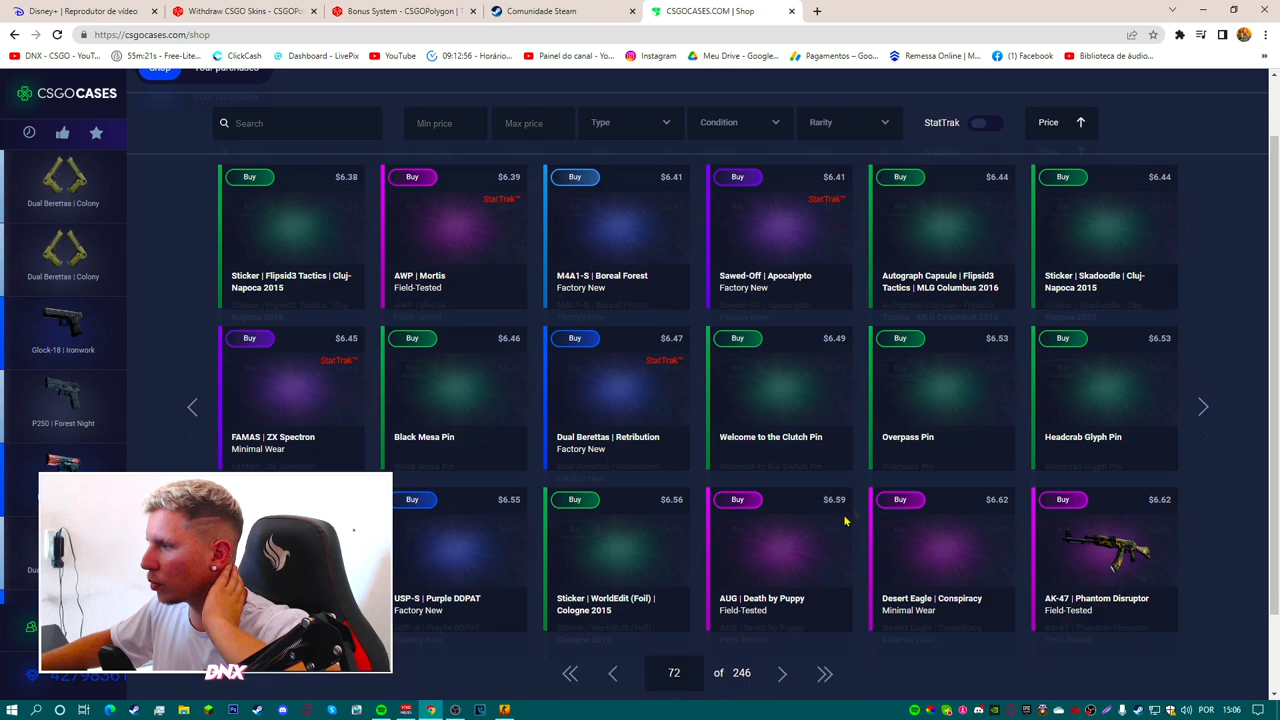 Disney+ | Reprodutor de vídeo
Withdraw CSGO Skins - CSGOPo
Bonus System - CSGOPolygon | T
Comunidade Steam
CSGOCASES.COM | Shop
https://csgocases.com/shop
DNX - CSGO - YouT...
55m:21s - Free-Lite...
ClickCash
Dashboard - LivePix
YouTube
09:12:56 - Horário...
Painel do canal - Yo...
Instagram
Meu Drive - Google...
Pagamentos – Goo...
Remessa Online | M...
(1) Facebook
Biblioteca de áudio...
CSGOCASES
Shop
Your purchases
Search
Min price
Max price
Type
Condition
Rarity
StatTrak
Price
Dual Berettas | Colony
Dual Berettas | Colony
Glock-18 | Ironwork
P250 | Forest Night
Buy
$6.38
Sticker | Flipsid3 Tactics | Cluj-
Napoca 2015
Buy
$6.39
StatTrak™
AWP | Mortis
Field-Tested
Buy
$6.41
M4A1-S | Boreal Forest
Factory New
Buy
$6.41
StatTrak™
Sawed-Off | Apocalypto
Factory New
Buy
$6.44
Autograph Capsule | Flipsid3
Tactics | MLG Columbus 2016
Buy
$6.44
Sticker | Skadoodle | Cluj-
Napoca 2015
Buy
$6.45
StatTrak™
FAMAS | ZX Spectron
Minimal Wear
Buy
$6.46
Black Mesa Pin
Buy
$6.47
StatTrak™
Dual Berettas | Retribution
Factory New
Buy
$6.49
Welcome to the Clutch Pin
Buy
$6.53
Overpass Pin
Buy
$6.53
Headcrab Glyph Pin
Buy
$6.55
USP-S | Purple DDPAT
Factory New
Buy
$6.56
Sticker | WorldEdit (Foil) |
Cologne 2015
Buy
$6.59
AUG | Death by Puppy
Field-Tested
Buy
$6.62
Desert Eagle | Conspiracy
Minimal Wear
Buy
$6.62
AK-47 | Phantom Disruptor
Field-Tested
72
of
246
DNX
POR
15:06